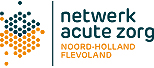 netwerk
acute zorg
NOORD-HOLLAND
FLEVOLAND